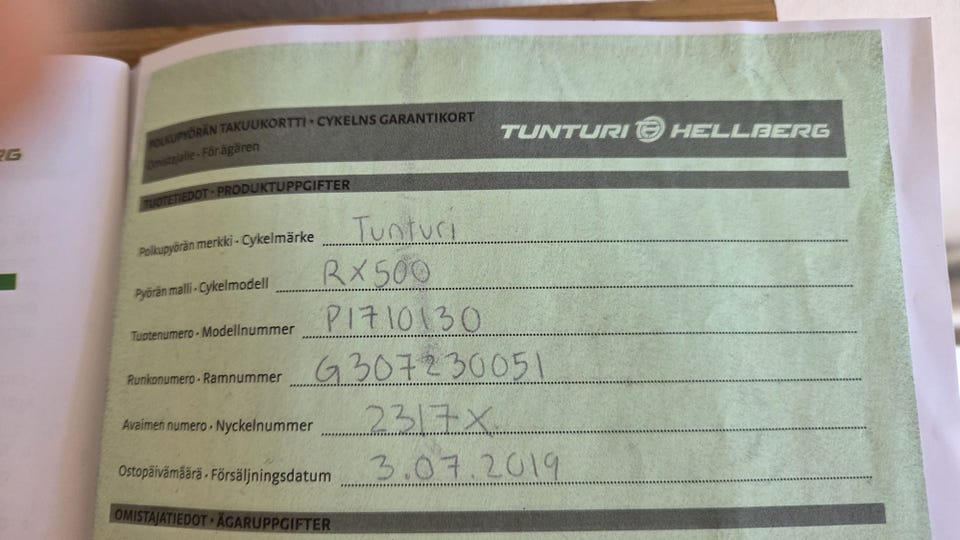 POLKUPYÖRÄN TAKUUKORTTI • CYKELNS GARANTIKORT
Omistajalle - För ägaren
TUNTURI HELLBERG
TUOTETIEDOT • PRODUKTUPPGIFTER
Polkupyörän merkki • Cykelmärke Tunturi
Pyörän malli • Cykelmodell RX500
Tuotenumero • Modellnummer P1710130
Runkonumero • Ramnummer G307230051
Avaimen numero • Nyckelnummer 2317X
Ostopäivämäärä • Försäljningsdatum 3.07.2019
OMISTAJATIEDOT • ÄGARUPPGIFTER
RG